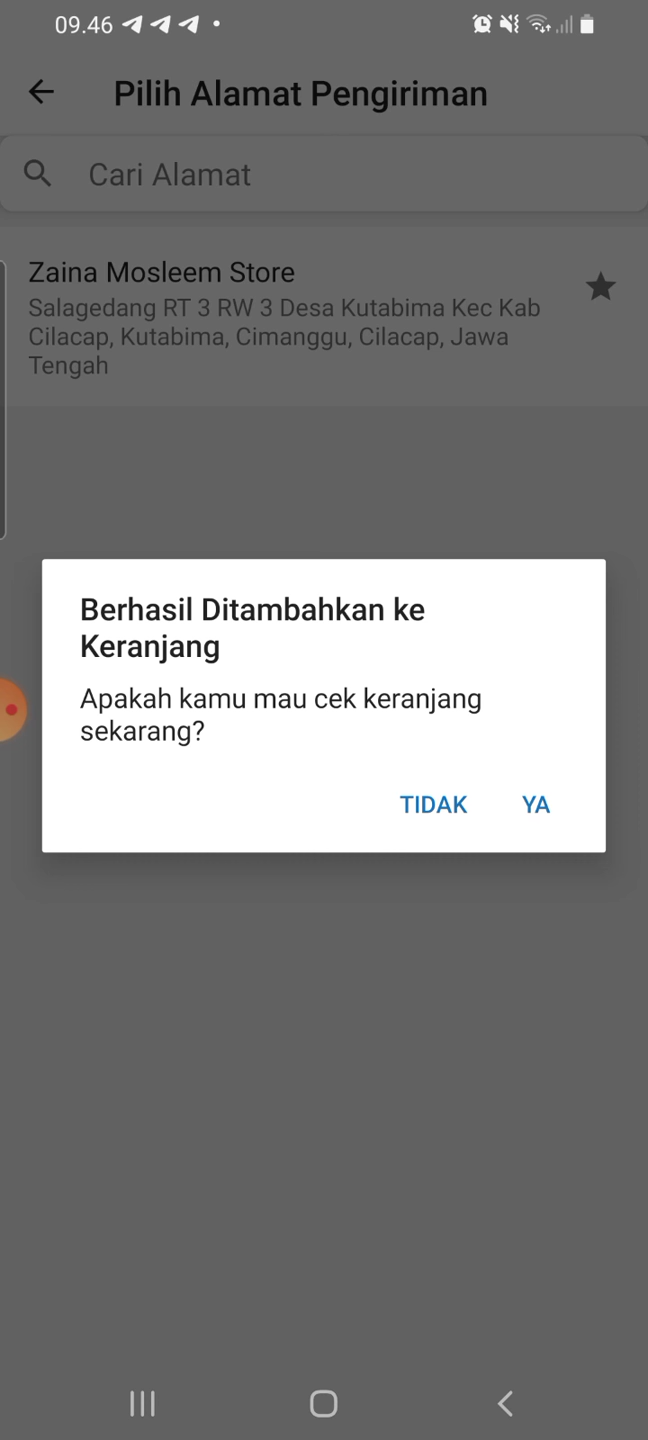 09.46
Pilih Alamat Pengiriman
Cari Alamat
Zaina Mosleem Store
Salagedang RT 3 RW 3 Desa Kutabima Kec Kab
Cilacap, Kutabima, Cimanggu, Cilacap, Jawa
Tengah
Berhasil Ditambahkan ke
Keranjang
Apakah kamu mau cek keranjang
sekarang?
TIDAK YA